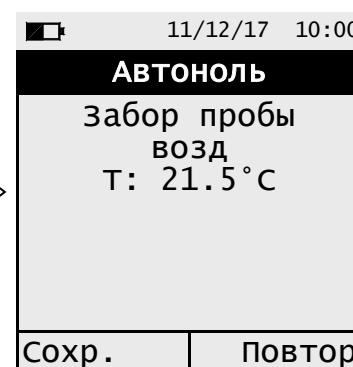 11/12/17 10:00
Автоноль
Забор пробы
возд
T: 21.5°C
Сохр. Повтор